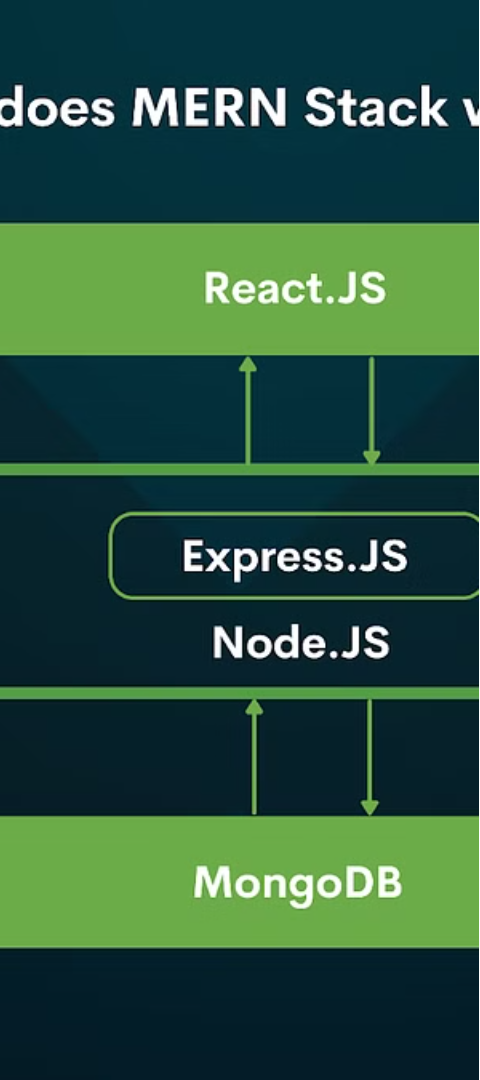 does MERN Stack
React.JS
Express.JS
Node.JS
MongoDB